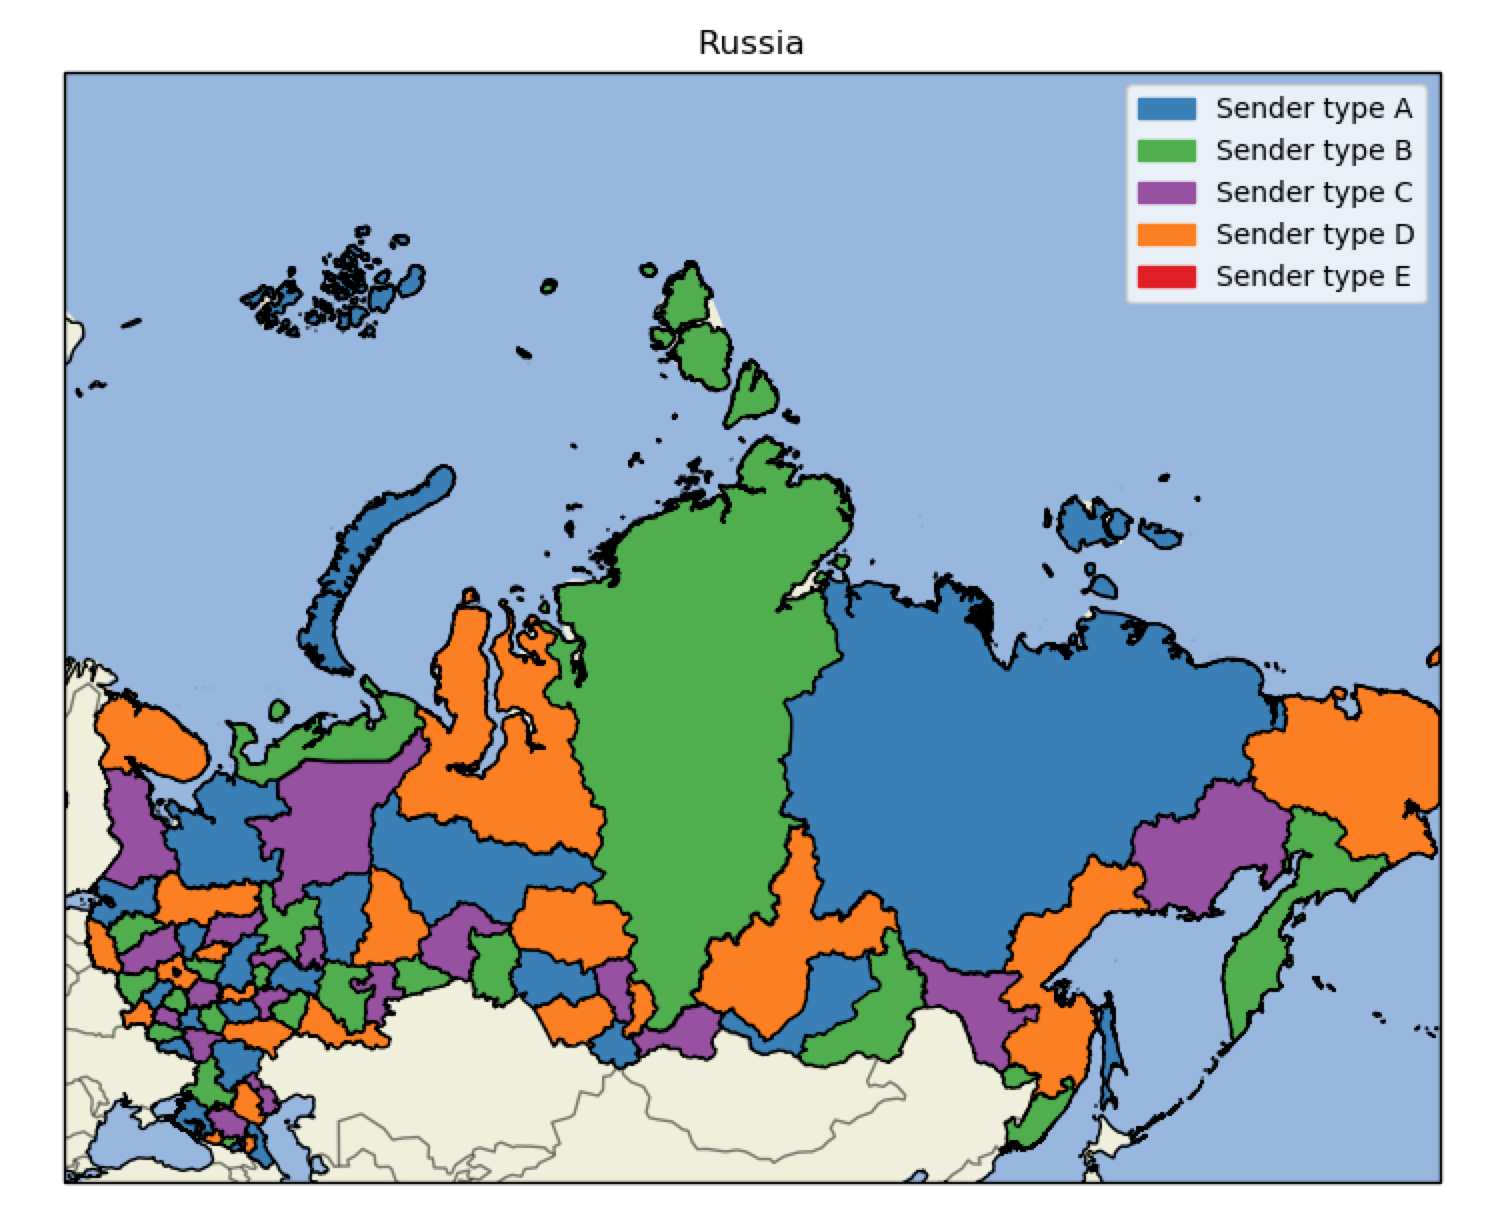 Russia
Sender type A
Sender type B
Sender type C
Sender type D
Sender type E